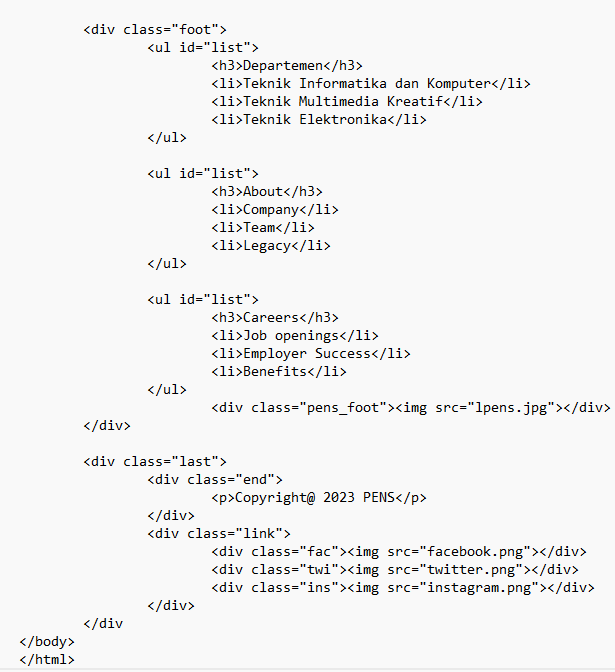 <div class="foot">
<ul id="list">
<h3>Departemen</h3>
<li>Teknik Informatika dan Komputer</li>
<li>Teknik Multimedia Kreatif</li>
<li>Teknik Elektronika</li>
</ul>
<ul id="list">
<h3>About</h3>
<li>Company</li>
<li>Team</li>
<li>Legacy</li>
</ul>
<ul id="list">
<h3>Careers</h3>
<li>Job openings</li>
<li>Employer Success</li>
<li>Benefits</li>
</ul>
<div class="pens_foot"><img src="lpens.jpg"></div>
</div>
<div class="last">
<div class="end">
<p>Copyright@ 2023 PENS</p>
</div>
<div class="link">
<div class="fac"><img src="facebook.png"></div>
<div class="twi"><img src="twitter.png"></div>
<div class="ins"><img src="instagram.png"></div>
</div>
</div
</body>
</html>